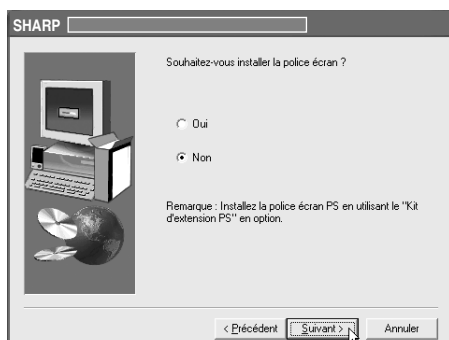 SHARP
Souhaitez-vous installer la police écran ?
Oui
Non
Remarque : Installez la police écran PS en utilisant le "Kit
d'extension PS" en option.
< Précédent
Suivant >
Annuler